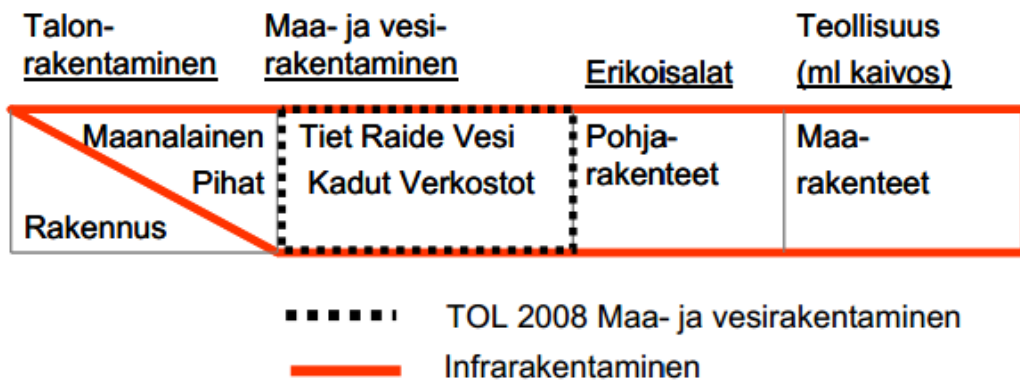 Talon-
rakentaminen
Maa- ja vesi-
rakentaminen
Erikoisalat
Teollisuus
(ml kaivos)
Maanalainen
Pihat
Rakennus
Tiet Raide Vesi
Kadut Verkostot
Pohja-
rakenteet
Maa-
rakenteet
TOL 2008 Maa- ja vesirakentaminen
Infrarakentaminen